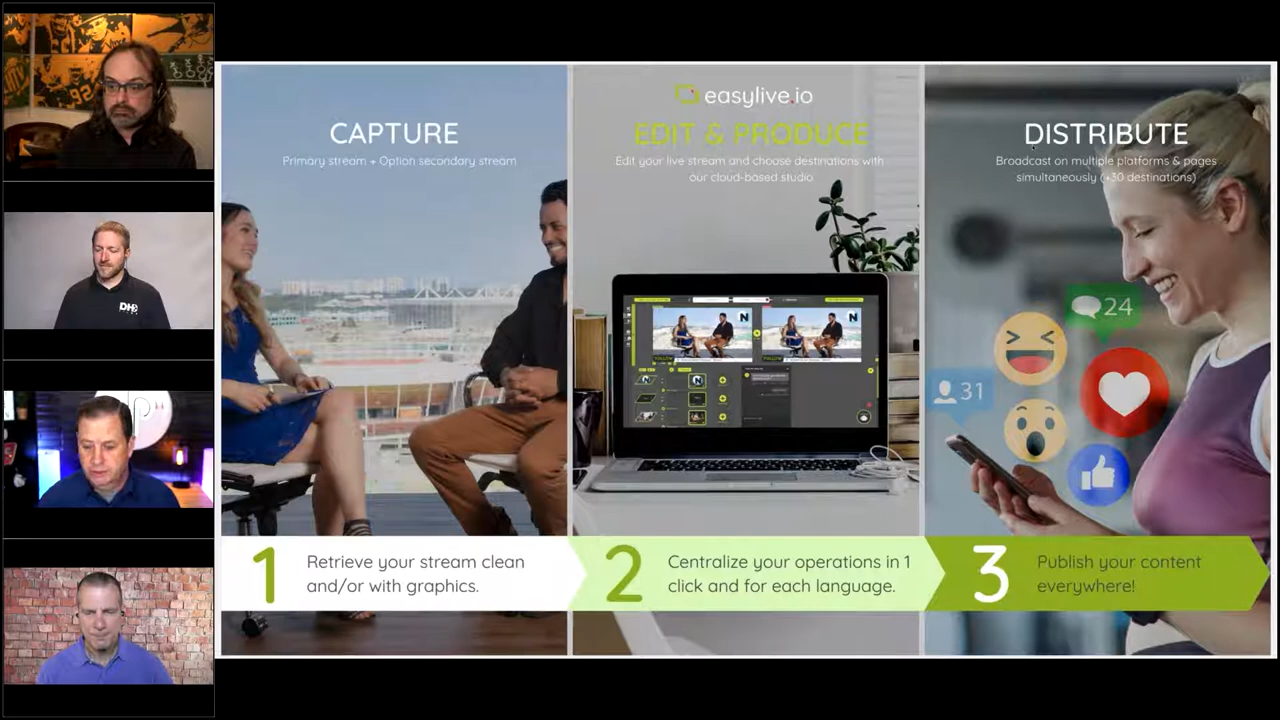 CAPTURE
Primary stream + Option secondary stream
easylive.io
EDIT & PRODUCE
Edit your live stream and choose destinations with
our cloud-based studio
DISTRIBUTE
Broadcast on multiple platforms & pages
simultaneously (+30 destinations)
24
31
N
N
1
Retrieve your stream clean
and/or with graphics.
2
Centralize your operations in 1
click and for each language.
3
Publish your content
everywhere!
DHD